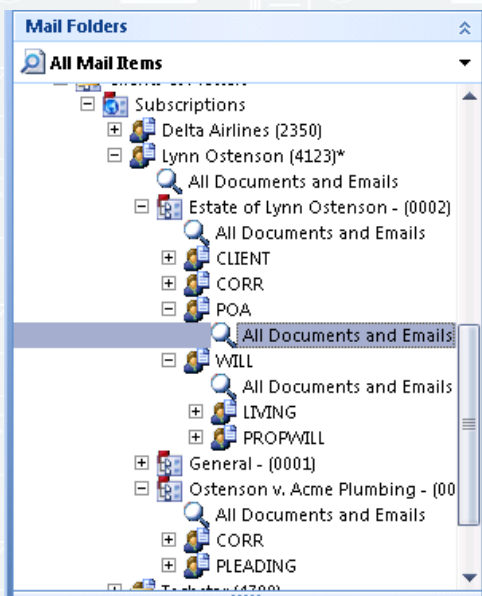 Mail Folders
All Mail Items
Subscriptions
Delta Airlines (2350)
Lynn Ostenson (4123)*
All Documents and Emails
Estate of Lynn Ostenson - (0002)
All Documents and Emails
CLIENT
CORR
POA
All Documents and Emails
WILL
All Documents and Emails
LIVING
PROPWILL
General - (0001)
Ostenson v. Acme Plumbing - (00
All Documents and Emails
CORR
PLEADING